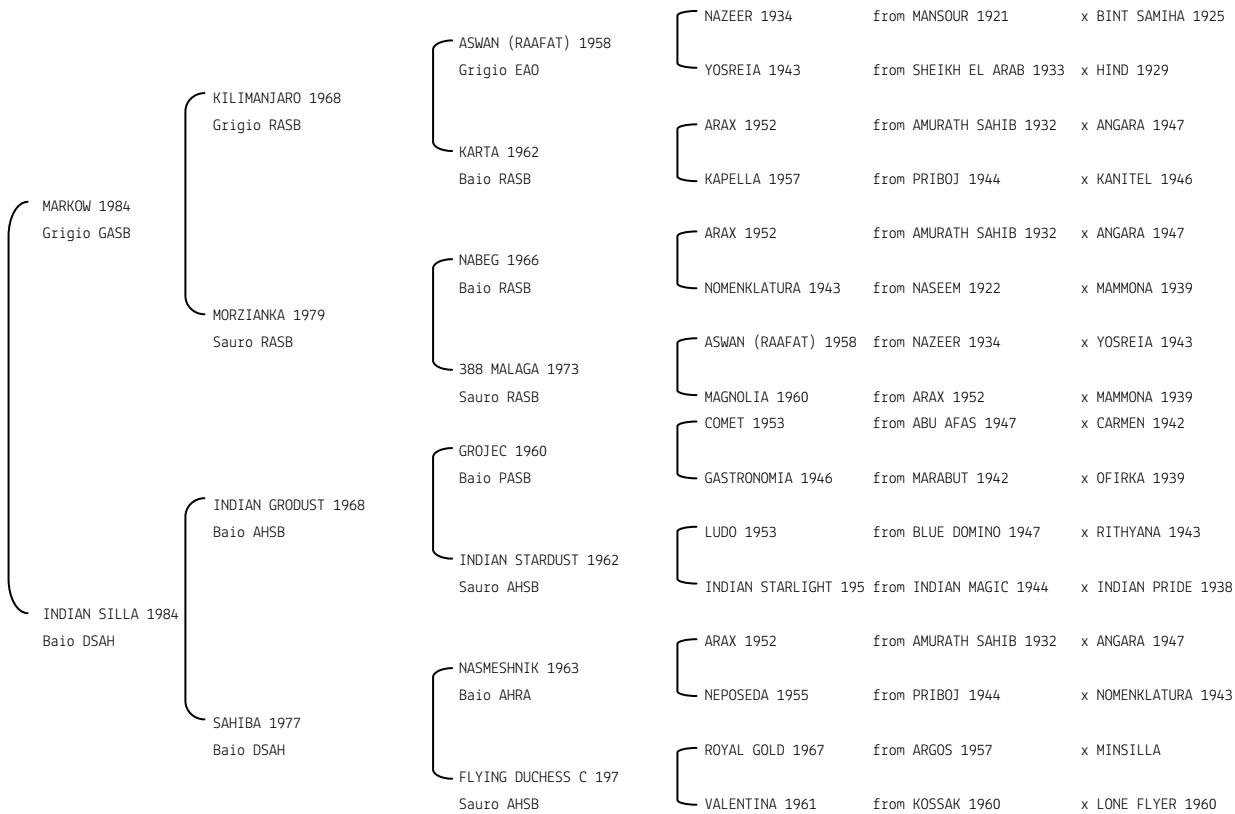 NAZEER 1934 from MANSOUR 1921 x BINT SAMIHA 1925
ASWAN (RAAFAT) 1958
Grigio EAO
YOSREIA 1943 from SHEIKH EL ARAB 1933 x HIND 1929
KILIMANJARO 1968
Grigio RASB
ARAX 1952 from AMURATH SAHIB 1932 x ANGARA 1947
KARTA 1962
Baio RASB
KAPELLA 1957 from PRIBOJ 1944 x KANITEL 1946
MARKOW 1984
Grigio GASB
ARAX 1952 from AMURATH SAHIB 1932 x ANGARA 1947
NABEG 1966
Baio RASB
NOMENKLATURA 1943 from NASEEM 1922 x MAMMONA 1939
MORZIANKA 1979
Sauro RASB
ASWAN (RAAFAT) 1958 from NAZEER 1934 x YOSREIA 1943
388 MALAGA 1973
Sauro RASB
MAGNOLIA 1960 from ARAX 1952 x MAMMONA 1939
COMET 1953 from ABU AFAS 1947 x CARMEN 1942
GROJEC 1960
Baio PASB
GASTRONOMIA 1946 from MARABUT 1942 x OFIRKA 1939
INDIAN GRODUST 1968
Baio AHSB
LUDO 1953 from BLUE DOMINO 1947 x RITHYANA 1943
INDIAN STARDUST 1962
Sauro AHSB
INDIAN STARLIGHT 195 from INDIAN MAGIC 1944 x INDIAN PRIDE 1938
INDIAN SILLA 1984
Baio DSAH
ARAX 1952 from AMURATH SAHIB 1932 x ANGARA 1947
NASMESHNIK 1963
Baio AHRA
NEPOSEDA 1955 from PRIBOJ 1944 x NOMENKLATURA 1943
SAHIBA 1977
Baio DSAH
ROYAL GOLD 1967 from ARGOS 1957 x MINSILLA
FLYING DUCHESS C 197
Sauro AHSB
VALENTINA 1961 from KOSSAK 1960 x LONE FLYER 1960